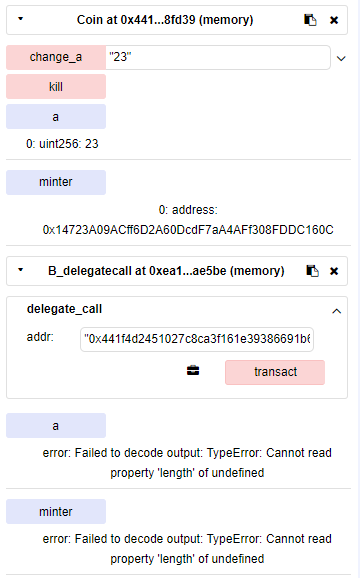 Coin at 0x441...8fd39 (memory)
change_a "23"
kill
a
0: uint256: 23
minter
0: address:
0x14723A09ACff6D2A60DcdF7aA4AFf308FDDC160C
B_delegatecall at 0xea1...ae5be (memory)
delegate_call
addr: "0x441f4d2451027c8ca3f161e39386691b6
transact
a
error: Failed to decode output: TypeError: Cannot read
property 'length' of undefined
minter
error: Failed to decode output: TypeError: Cannot read
property 'length' of undefined